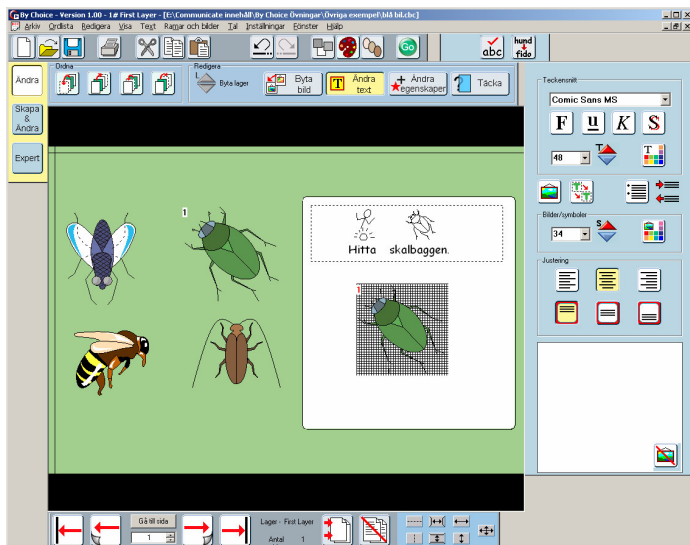 By Choice - Version 1.00 - 1# First Layer - [E:\Communicate innehåll\By Choice Övningar\Övriga exempel\blå bil.cbc]
Arkiv Ordlista Redigera Visa Text Ramar och bilder Tal Inställningar Fönster Hjälp
Go abc hund fido
Ändra
Skapa
&
Ändra
Expert
Ordna
Redigera
L
Byta lager
Byta bild
T
Ändra text
Ändra egenskaper
?
Täcka
Teckensnitt
Comic Sans MS
F u K S
48
T
T
Bilder/symboler
34
S
Justering
1
Hitta skalbaggen.
1
Gå till sida
1
Lager - First Layer
Antal 1